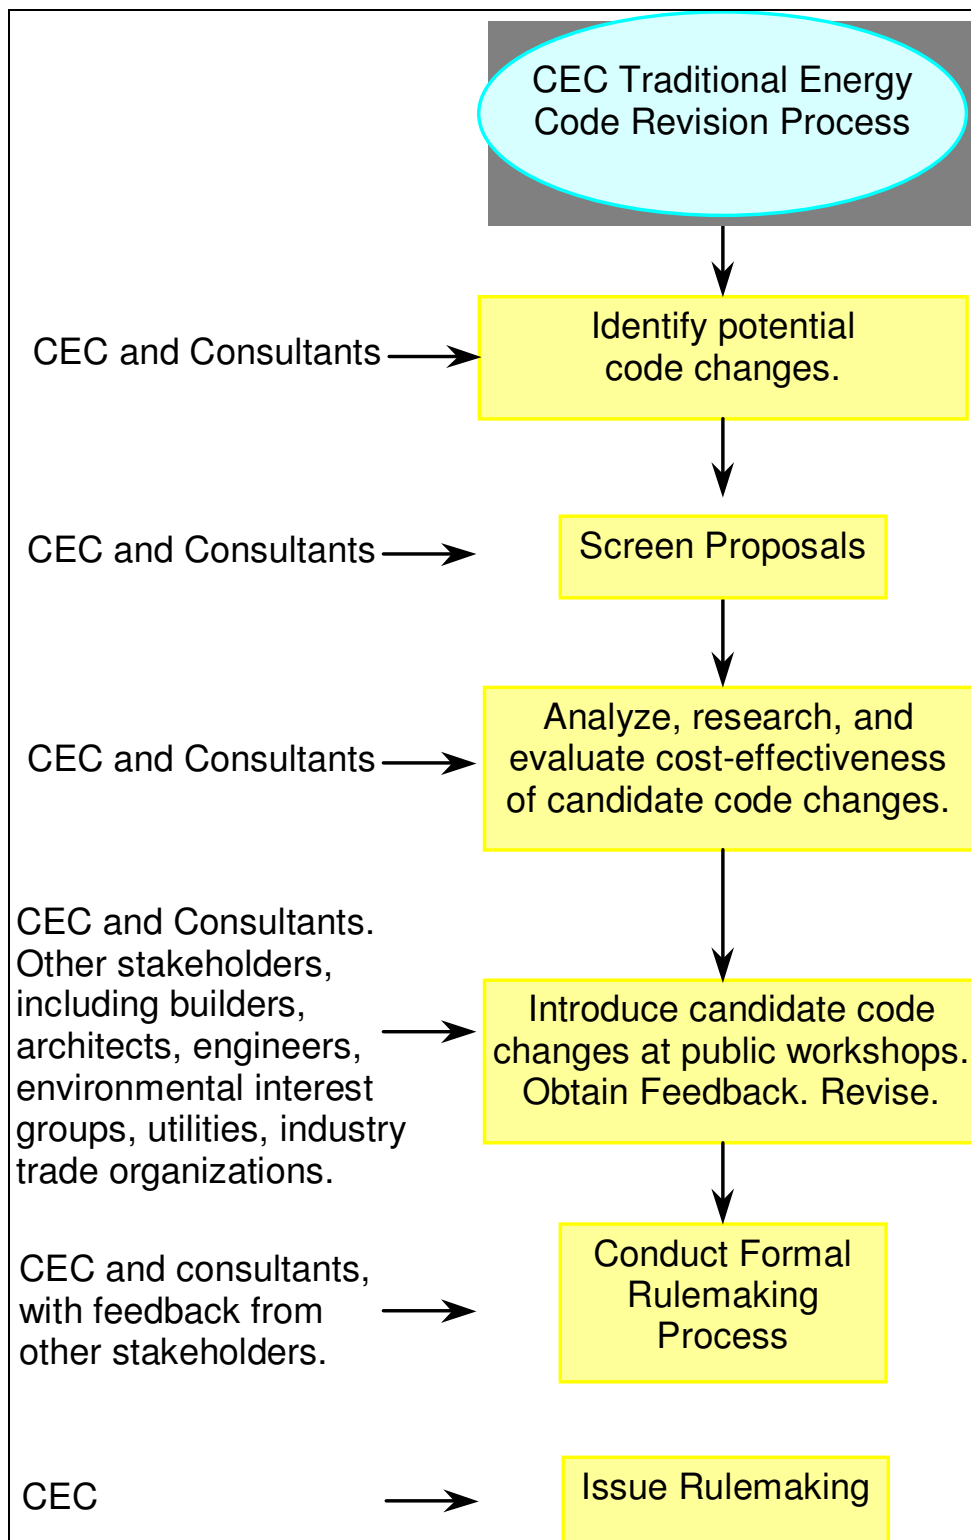 CEC Traditional Energy
Code Revision Process
CEC and Consultants
Identify potential
code changes.
CEC and Consultants
Screen Proposals
CEC and Consultants
Analyze, research, and
evaluate cost-effectiveness
of candidate code changes.
CEC and Consultants.
Other stakeholders,
including builders,
architects, engineers,
environmental interest
groups, utilities, industry
trade organizations.
Introduce candidate code
changes at public workshops.
Obtain Feedback. Revise.
CEC and consultants,
with feedback from
other stakeholders.
Conduct Formal
Rulemaking
Process
CEC
Issue Rulemaking